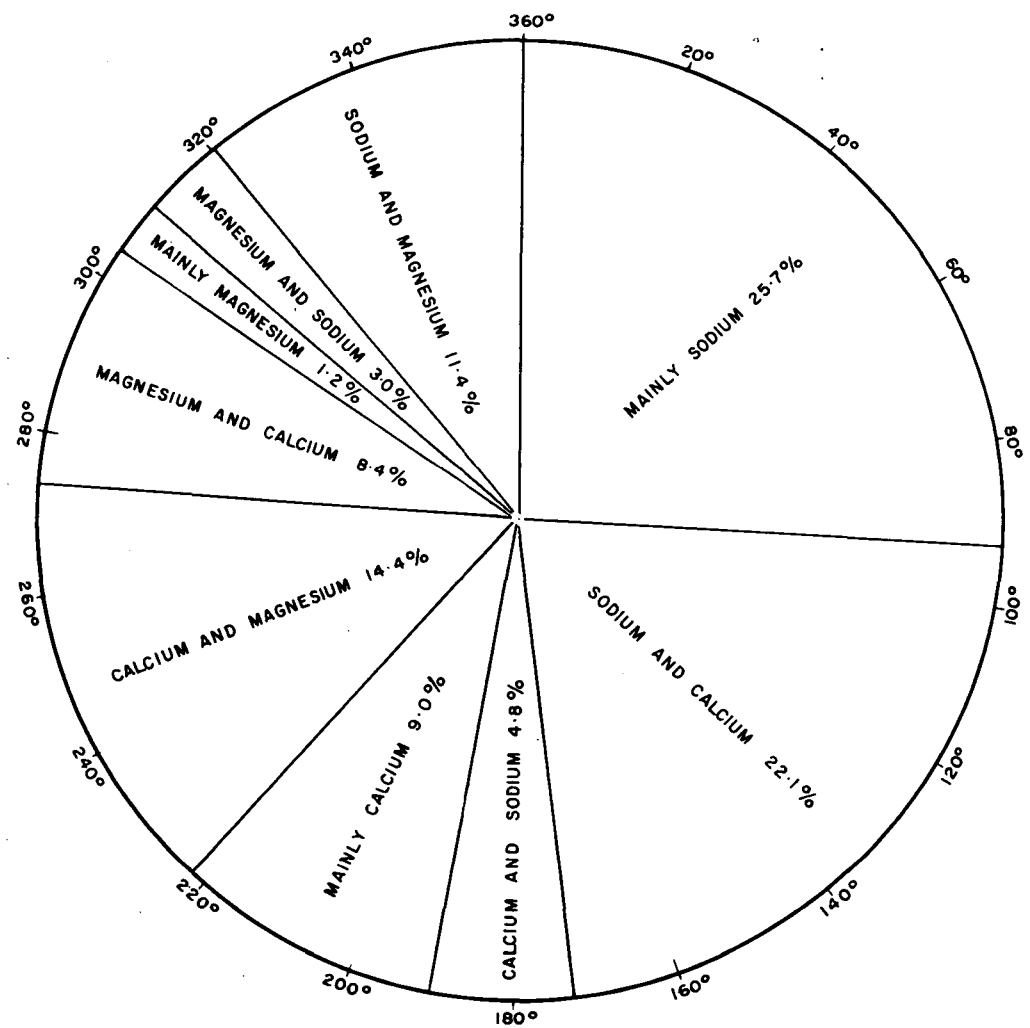 360°
20°
40°
60°
80°
100°
120°
140°
160°
180°
200°
220°
240°
260°
280°
300°
320°
340°
MAINLY SODIUM 25·7%
SODIUM AND CALCIUM 22·1%
CALCIUM AND SODIUM 4·8%
MAINLY CALCIUM 9·0%
CALCIUM AND MAGNESIUM 14·4%
MAGNESIUM AND CALCIUM 8·4%
MAINLY MAGNESIUM 1·2%
MAGNESIUM AND SODIUM 3·0%
SODIUM AND MAGNESIUM 11·4%